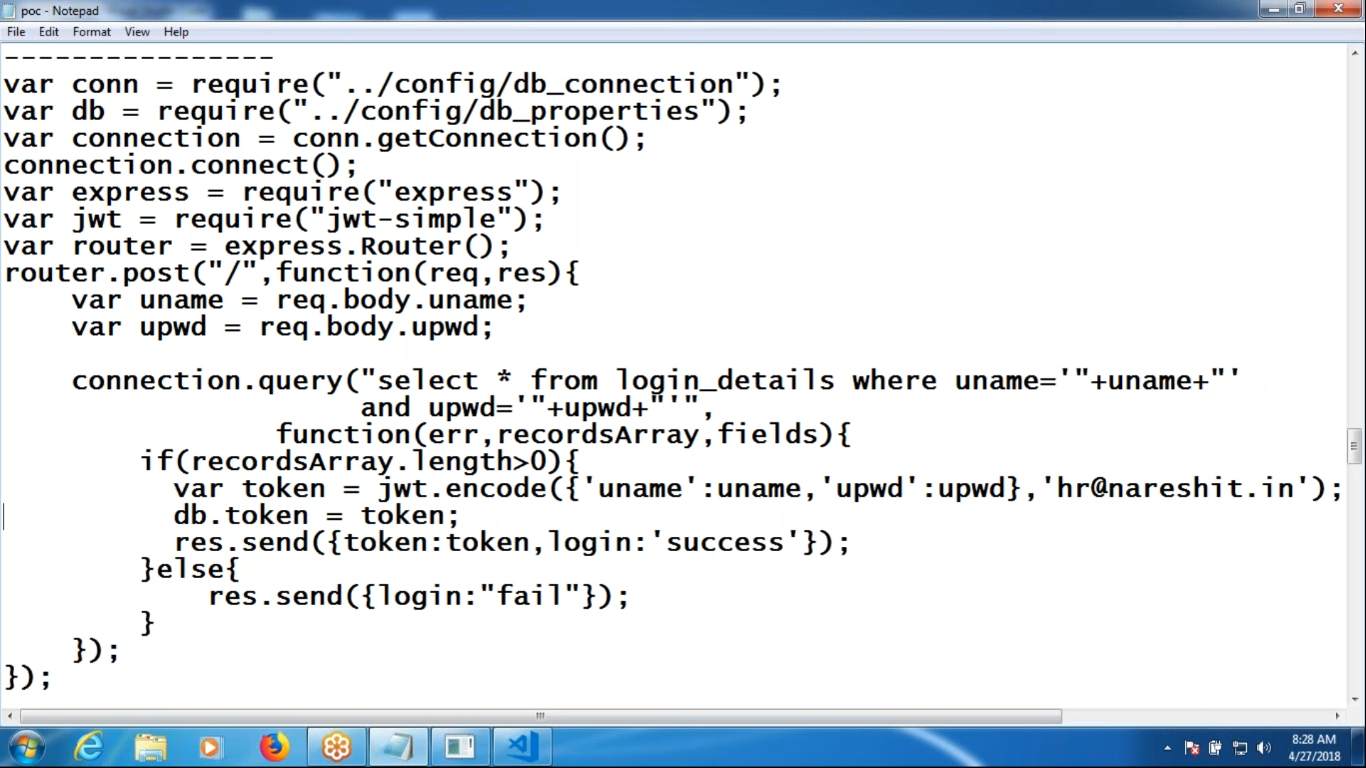 poc - Notepad
File Edit Format View Help
----------------
var conn = require("../config/db_connection");
var db = require("../config/db_properties");
var connection = conn.getConnection();
connection.connect();
var express = require("express");
var jwt = require("jwt-simple");
var router = express.Router();
router.post("/",function(req,res){
    var uname = req.body.uname;
    var upwd = req.body.upwd;
    connection.query("select * from login_details where uname='"+uname+"'
                     and upwd='"+upwd+"'",
                function(err,recordsArray,fields){
        if(recordsArray.length>0){
          var token = jwt.encode({'uname':uname,'upwd':upwd},'hr@nareshit.in');
          db.token = token;
          res.send({token:token,login:'success'});
        }else{
            res.send({login:"fail"});
        }
    });
});
8:28 AM
4/27/2018